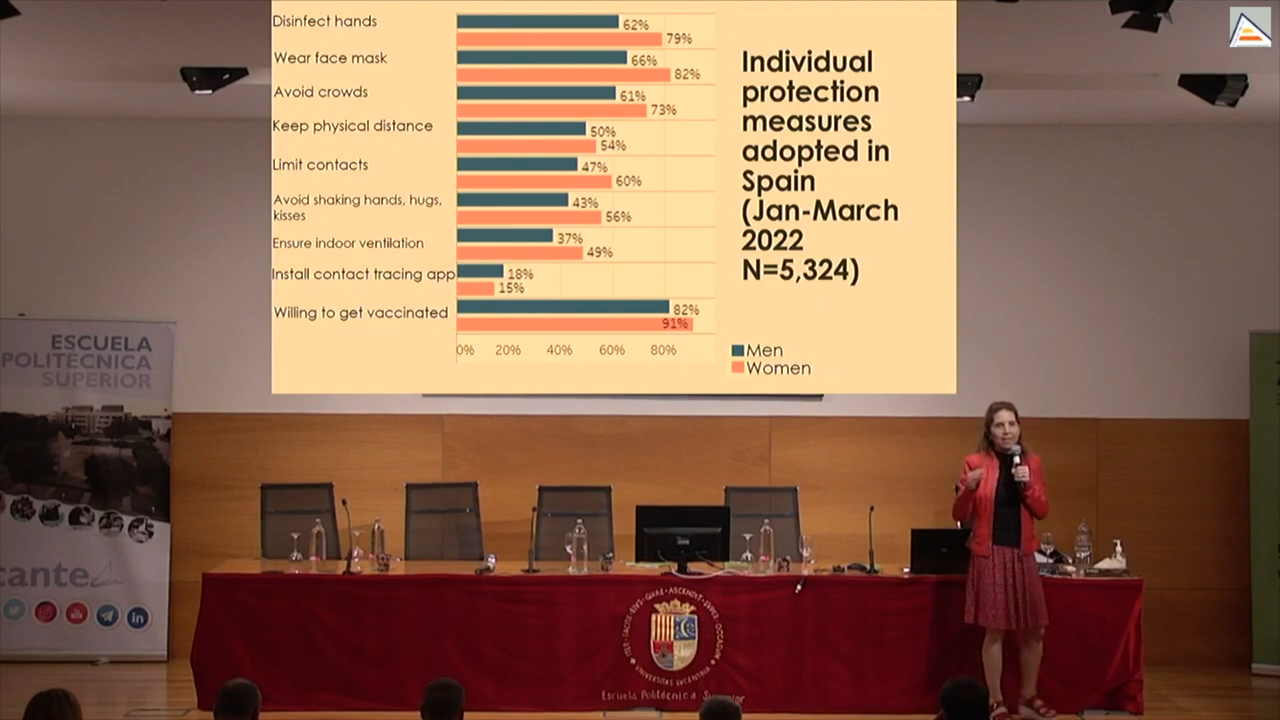 Disinfect hands
62%
79%
Wear face mask
66%
82%
Avoid crowds
61%
73%
Keep physical distance
50%
54%
Limit contacts
47%
60%
Avoid shaking hands, hugs,
kisses
43%
56%
Ensure indoor ventilation
37%
49%
Install contact tracing app
18%
15%
Willing to get vaccinated
82%
91%
0% 20% 40% 60% 80%
Individual
protection
measures
adopted in
Spain
(Jan-March
2022
N=5,324)
Men
Women
ESCUELA
POLITECNICA
SUPERIOR
cante
in
Escuela Politécnica Superior